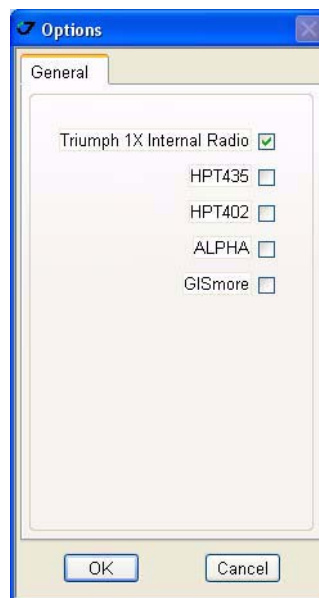 Options
General
Triumph 1X Internal Radio
HPT435
HPT402
ALPHA
GISmore
OK
Cancel